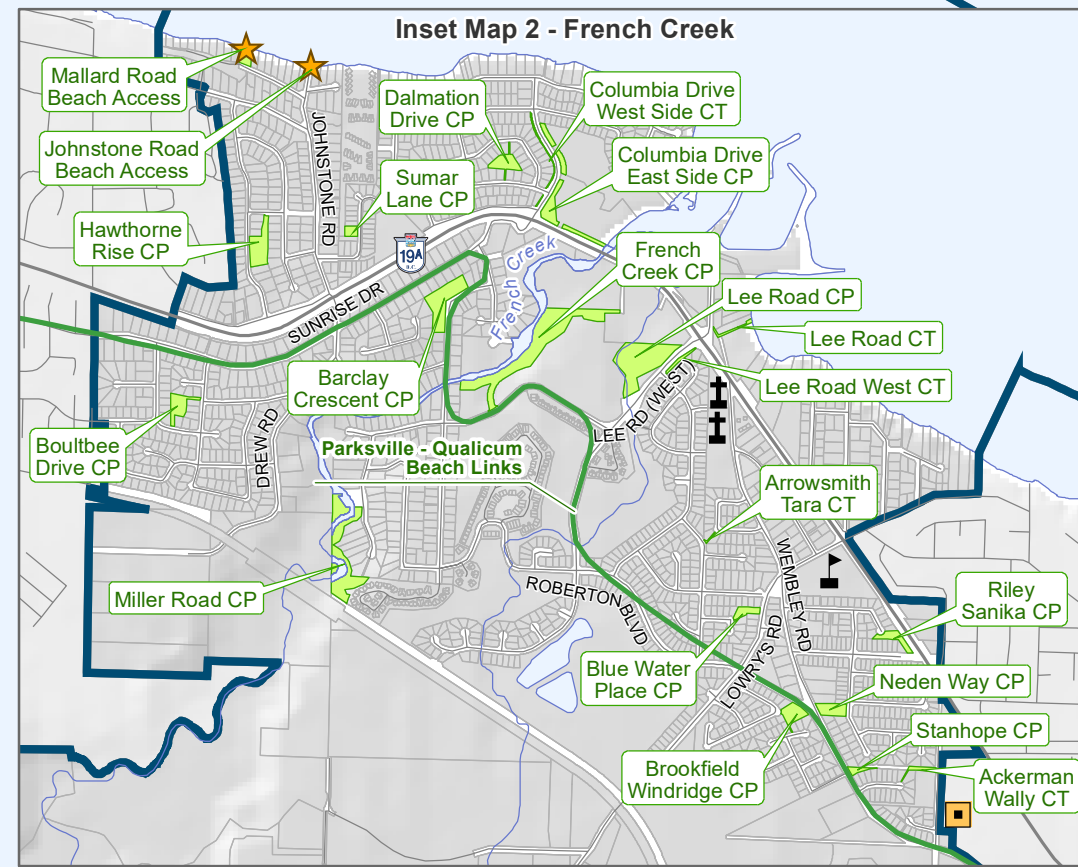 Inset Map 2 - French Creek
Mallard Road
Beach Access
Johnstone Road
Beach Access
Hawthorne
Rise CP
JOHNSTONE RD
Sumar
Lane CP
Dalmation
Drive CP
Columbia Drive
West Side CT
Columbia Drive
East Side CP
19A
B.C.
SUNRISE DR
French Creek
French
Creek CP
Lee Road CP
Lee Road CT
Lee Road West CT
Barclay
Crescent CP
LEE RD (WEST)
Boultbee
Drive CP
DREW RD
Parksville - Qualicum
Beach Links
Arrowsmith
Tara CT
Miller Road CP
ROBERTON BLVD
WEMBLEY RD
LOWRY'S RD
Riley
Sanika CP
Blue Water
Place CP
Neden Way CP
Stanhope CP
Brookfield
Windridge CP
Ackerman
Wally CT